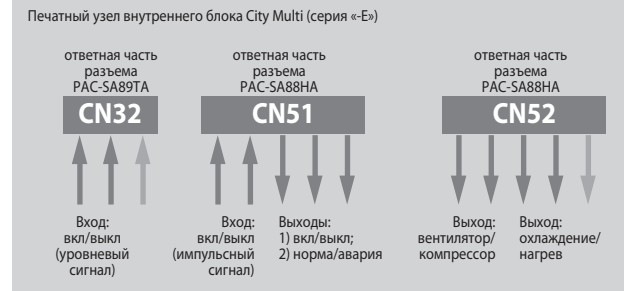 Печатный узел внутреннего блока City Multi (серия «-E»)
ответная часть
разъема
PAC-SA89TA
CN32
Вход:
вкл/выкл
(уровневый
сигнал)
ответная часть
разъема
PAC-SA88HA
CN51
Вход:
вкл/выкл
(импульсный
сигнал)
Выходы:
1) вкл/выкл;
2) норма/авария
ответная часть
разъема
PAC-SA88HA
CN52
Выход:
вентилятор/
компрессор
Выход:
охлаждение/
нагрев